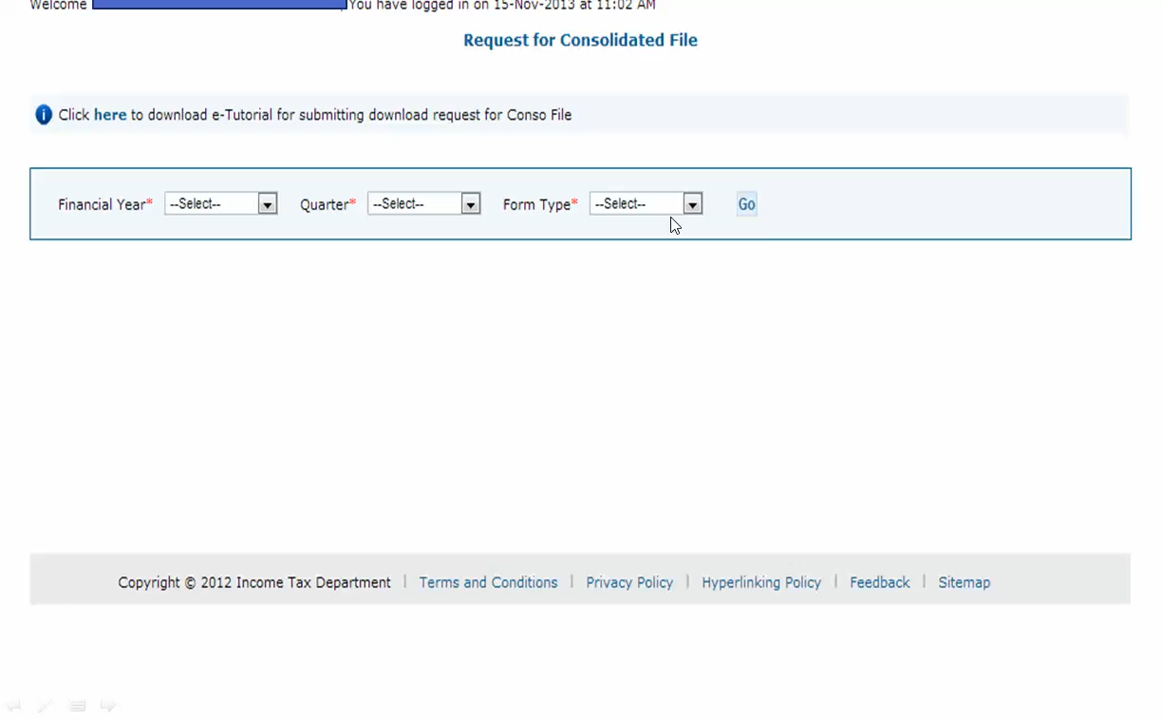 Welcome You have logged in on 15-Nov-2013 at 11:02 AM
Request for Consolidated File
Click here to download e-Tutorial for submitting download request for Conso File
Financial Year* --Select-- Quarter* --Select-- Form Type* --Select-- Go
Copyright © 2012 Income Tax Department | Terms and Conditions | Privacy Policy | Hyperlinking Policy | Feedback | Sitemap